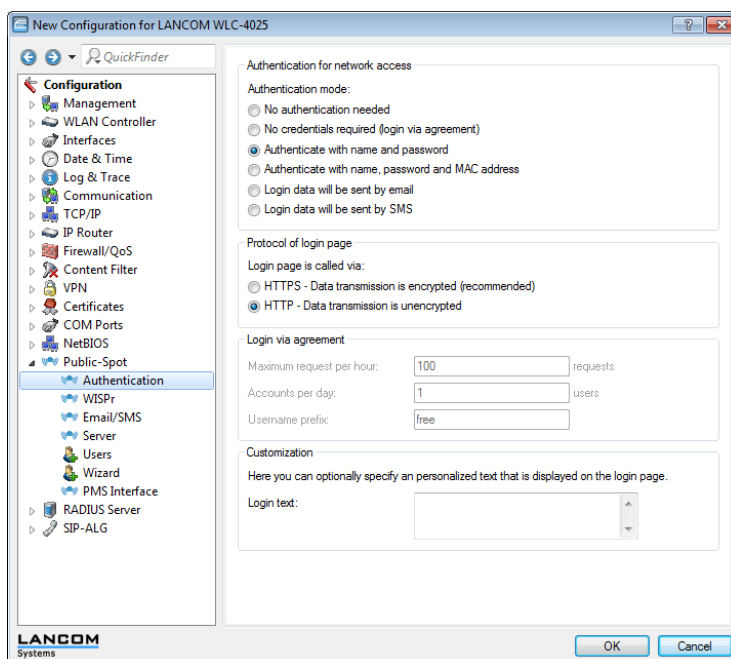 New Configuration for LANCOM WLC-4025
QuickFinder
Configuration
Management
WLAN Controller
Interfaces
Date & Time
Log & Trace
Communication
TCP/IP
IP Router
Firewall/QoS
Content Filter
VPN
Certificates
COM Ports
NetBIOS
Public-Spot
Authentication
WISPr
Email/SMS
Server
Users
Wizard
PMS Interface
RADIUS Server
SIP-ALG
Authentication for network access
Authentication mode:
No authentication needed
No credentials required (login via agreement)
Authenticate with name and password
Authenticate with name, password and MAC address
Login data will be sent by email
Login data will be sent by SMS
Protocol of login page
Login page is called via:
HTTPS - Data transmission is encrypted (recommended)
HTTP - Data transmission is unencrypted
Login via agreement
Maximum request per hour: 100 requests
Accounts per day: 1 users
Username prefix: free
Customization
Here you can optionally specify an personalized text that is displayed on the login page.
Login text:
LANCOM
Systems
OK Cancel